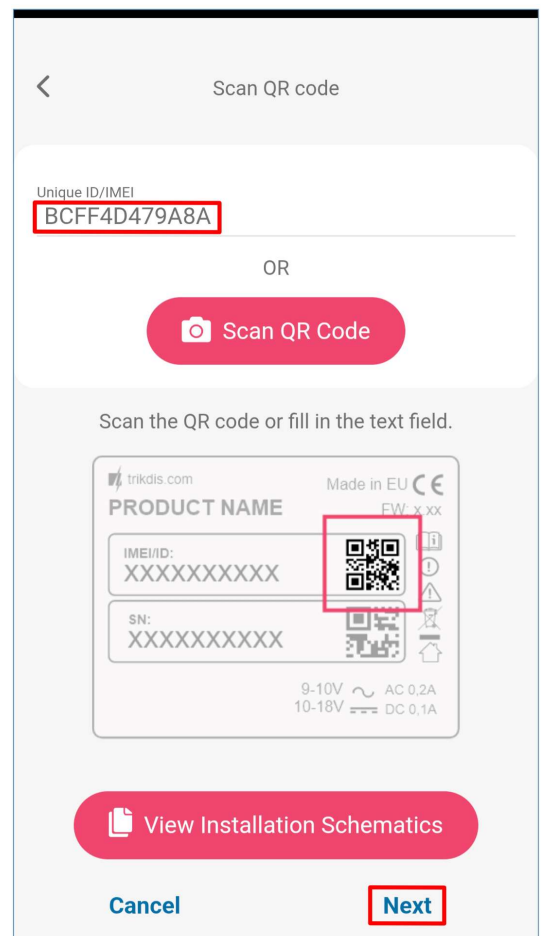 Scan QR code
Unique ID/IMEI
BCFF4D479A8A
OR
Scan QR Code
Scan the QR code or fill in the text field.
trikdis.com
Made in EU CE
PRODUCT NAME
FW: x.xx
IMEI/ID:
XXXXXXXXXX
SN:
XXXXXXXXXX
9-10V AC 0,2A
10-18V DC 0,1A
View Installation Schematics
Cancel
Next